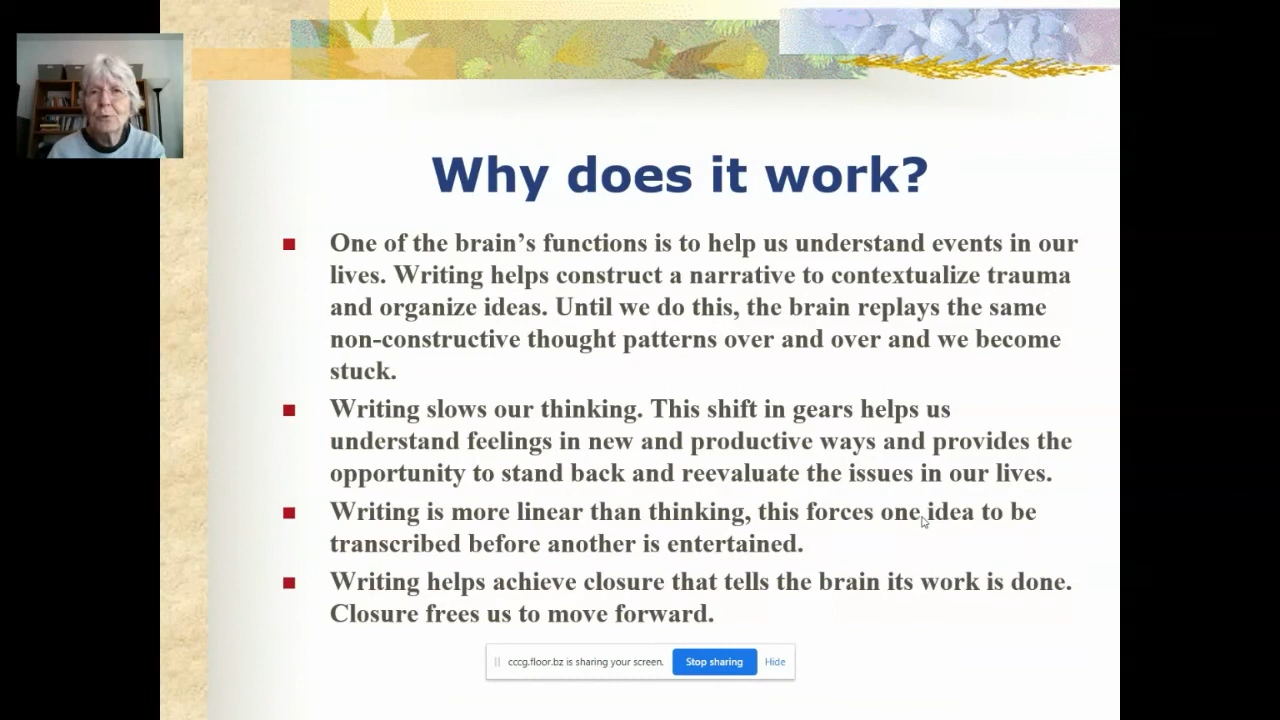 Why does it work?
One of the brain's functions is to help us understand events in our
lives. Writing helps construct a narrative to contextualize trauma
and organize ideas. Until we do this, the brain replays the same
non-constructive thought patterns over and over and we become
stuck.
Writing slows our thinking. This shift in gears helps us
understand feelings in new and productive ways and provides the
opportunity to stand back and reevaluate the issues in our lives.
Writing is more linear than thinking, this forces one idea to be
transcribed before another is entertained.
Writing helps achieve closure that tells the brain its work is done.
Closure frees us to move forward.
cccg.floor.bz is sharing your screen. Stop sharing Hide